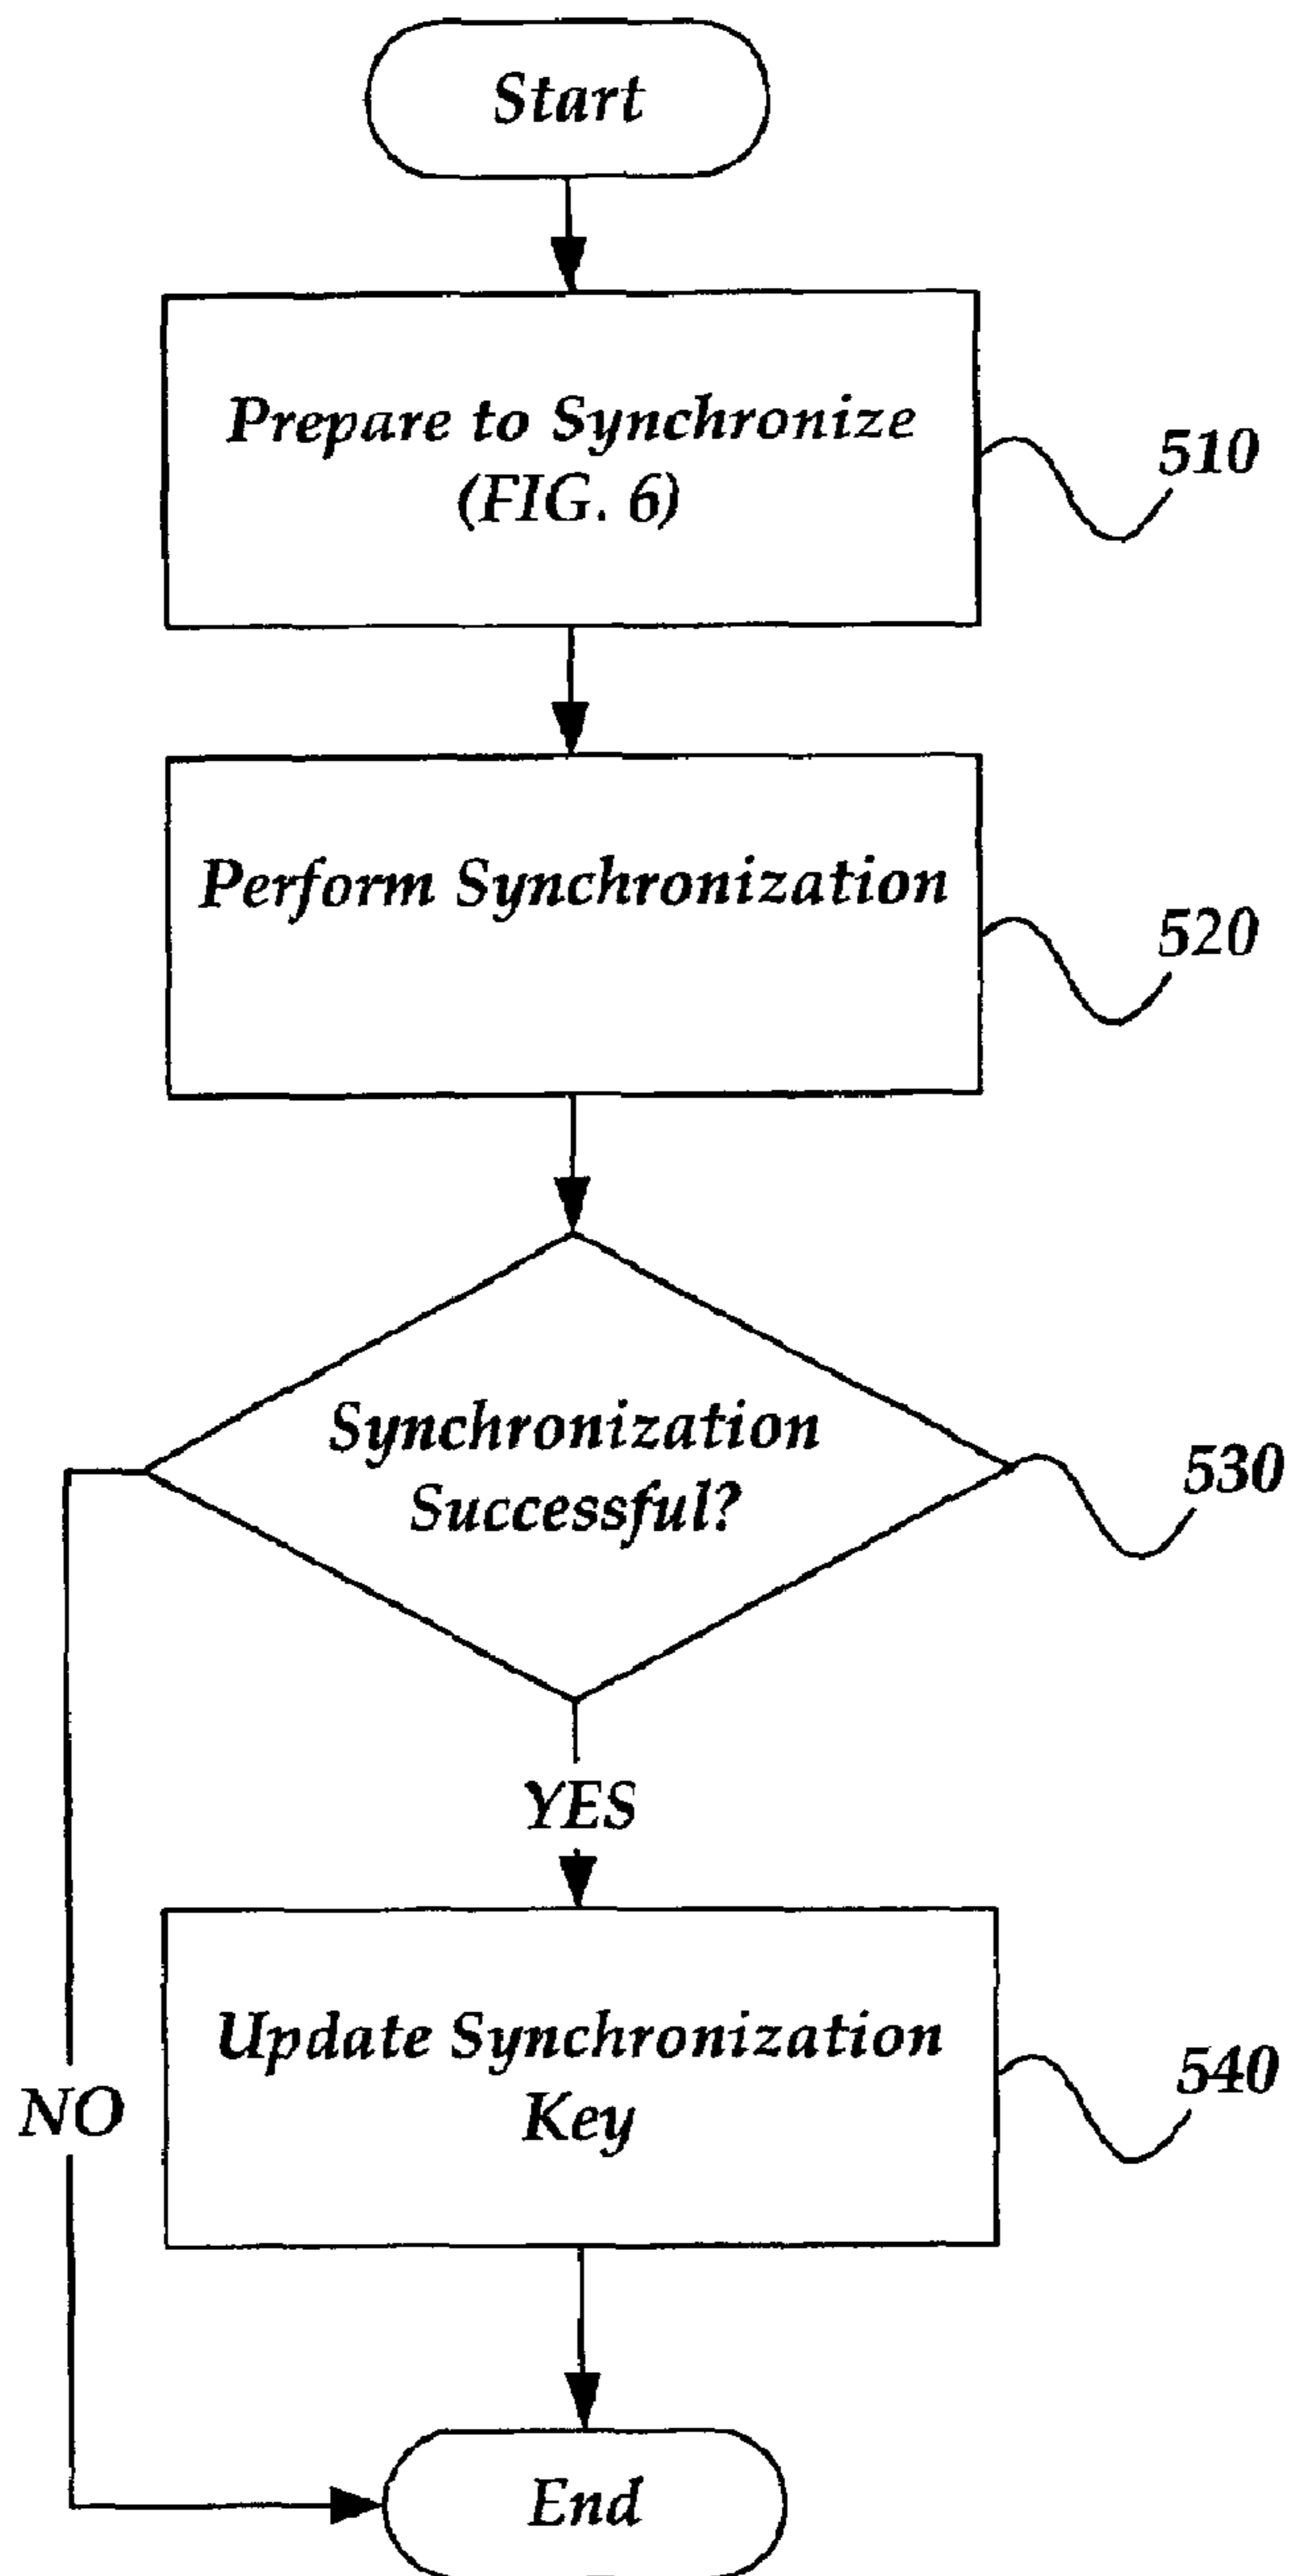 Start
Prepare to Synchronize
(FIG. 6)
510
Perform Synchronization
520
Synchronization
Successful?
530
YES
Update Synchronization
Key
540
NO
End